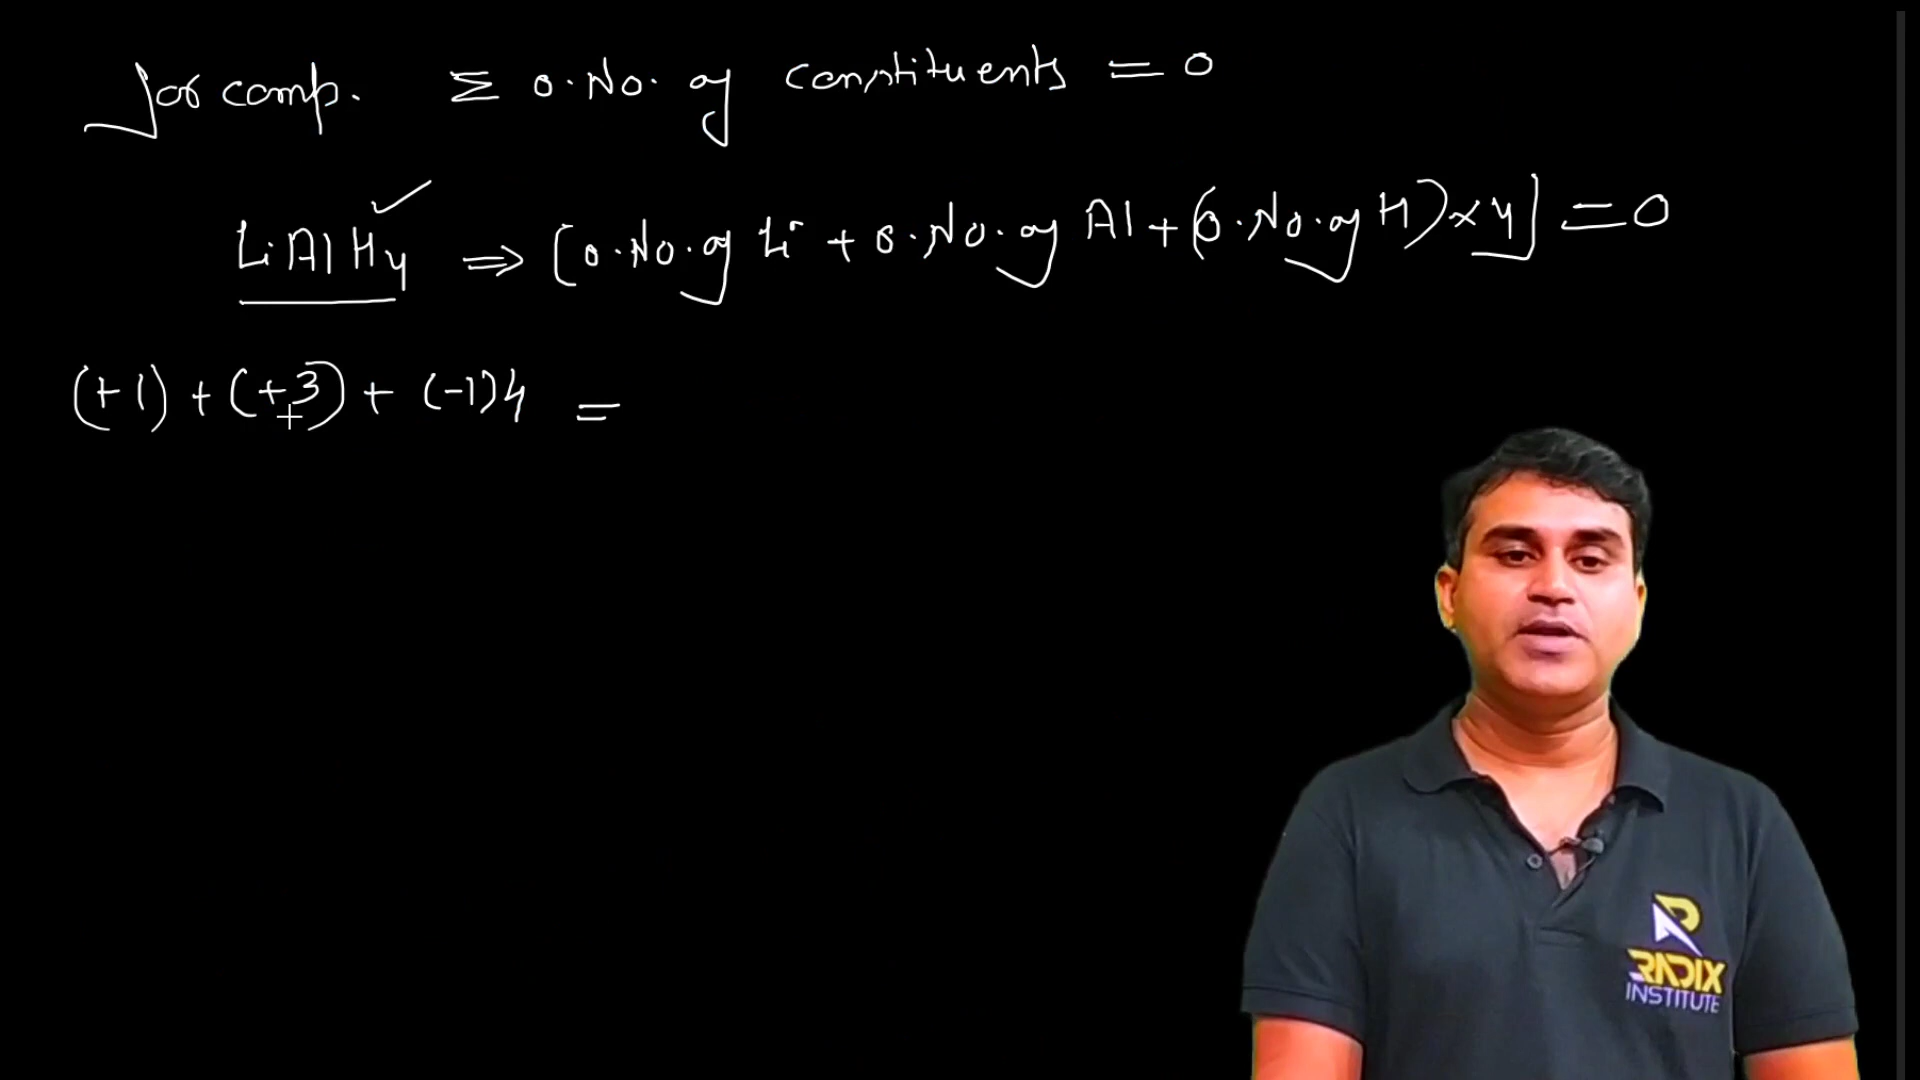 for comp. Σ O.No. of constituents = 0
LiAlH4 ✓ ⇒ [O.No. of Li + O.No. of Al + (O.No. of H) × 4] = 0
(+1) + (+3) + (-1)4 =
RADIX
INSTITUTE